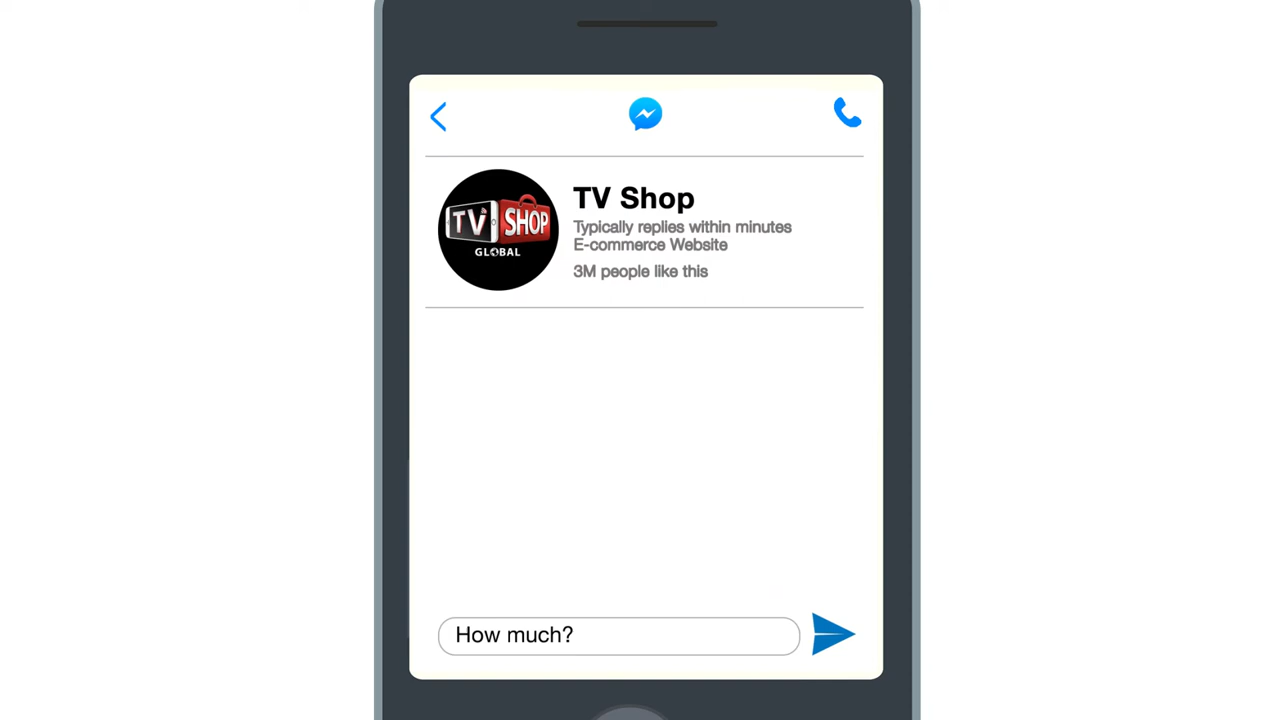 TV SHOP
GLOBAL
TV Shop
Typically replies within minutes
E-commerce Website
3M people like this
How much?